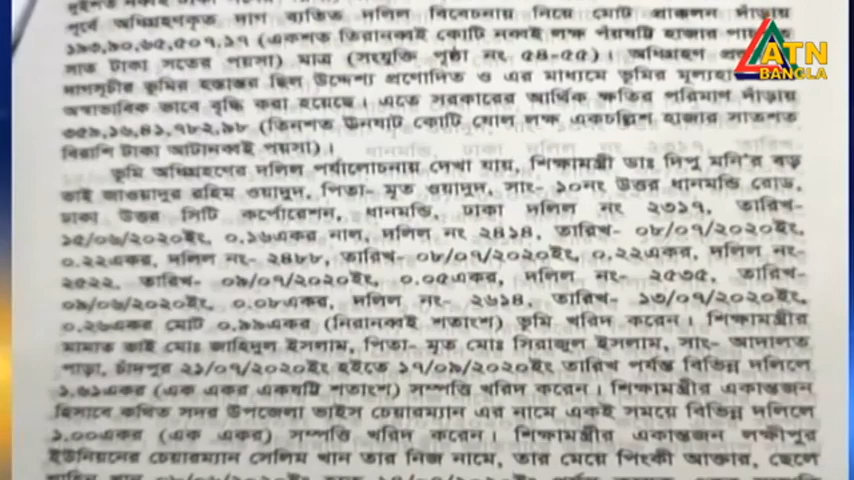 পূর্বে অধিগ্রহণকৃত দাগ ব্যতিত দলিল বিবেচনায় নিয়ে মোট প্রাক্কলন দাঁড়ায়
১৯৩,৯০,৬৫,৫০৭,১৭ (একশত তিরানব্বই কোটি নব্বই লক্ষ পঁয়ষট্টি হাজার পাঁচশত
সাত টাকা সতের পয়সা) মাত্র (সংযুক্তি পৃষ্ঠা নং ৫৪-৫৫)। অধিগ্রহণ
দাগসূচীর ভূমির হস্তান্তর ছিল উদ্দেশ্য প্রণোদিত ও এর মাধ্যমে ভূমির মূল্যহার
অস্বাভাবিক ভাবে বৃদ্ধি করা হয়েছে। এতে সরকারের আর্থিক ক্ষতির পরিমাণ দাঁড়ায়
৩৫৯,১৬,৪১,৭৮২,৯৮ (তিনশত ঊনষাট কোটি ষোল লক্ষ একচল্লিশ হাজার সাতশত
বিরাশি টাকা আটানব্বই পয়সা)।
ভূমি অধিগ্রহণের দলিল পর্যালোচনায় দেখা যায়, শিক্ষামন্ত্রী ডাঃ দিপু মনি'র বড়
ভাই জাওয়াদুর রহিম ওয়াদুদ, পিতা- মৃত ওয়াদুদ, সাং- ১০নং উত্তর ধানমন্ডি রোড,
ঢাকা উত্তর সিটি কর্পোরেশন, ধানমন্ডি, ঢাকা দলিল নং ২৩১৭, তারিখ-
১৫/০৬/২০২০ইং, ০.১৬একর নাল, দলিল নং ২৪১৪, তারিখ- ০৮/০৭/২০২০ইং,
০.২২একর, দলিল নং- ২৪৮৮, তারিখ- ০৮/০৭/২০২০ইং, ০.২২একর, দলিল নং-
২৫২২, তারিখ- ০৯/০৭/২০২০ইং, ০.০৫একর, দলিল নং- ২৫৩৫, তারিখ-
০৯/০৬/২০২০ইং, ০.০৮একর, দলিল নং- ২৬১৪, তারিখ- ১৩/০৭/২০২০ইং,
০.২৬একর মোট ০.৯৯একর (নিরানব্বই শতাংশ) ভূমি খরিদ করেন। শিক্ষামন্ত্রীর
মামাত ভাই মোঃ জাহিদুল ইসলাম, পিতা- মৃত মোঃ সিরাজুল ইসলাম, সাং- আদালত
পাড়া, চাঁদপুর ২১/০৭/২০২০ইং হইতে ১৭/০৯/২০২০ইং তারিখ পর্যন্ত বিভিন্ন দলিলে
১.৬১একর (এক একর একষট্টি শতাংশ) সম্পত্তি খরিদ করেন। শিক্ষামন্ত্রীর একান্তজন
হিসাবে কথিত সদর উপজেলা ভাইস চেয়ারম্যান এর নামে একই সময়ে বিভিন্ন দলিলে
১.০০একর (এক একর) সম্পত্তি খরিদ করেন। শিক্ষামন্ত্রীর একান্তজন লক্ষীপুর
ইউনিয়নের চেয়ারম্যান সেলিম খান তার নিজ নামে, তার মেয়ে পিংকী আক্তার, ছেলে
ATN
BANGLA